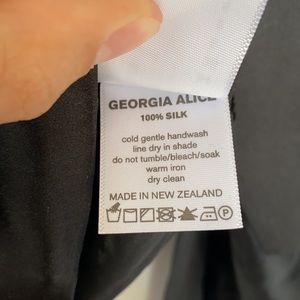 GEORGIA ALICE
100% SILK
cold gentle handwash
line dry in shade
do not tumble/bleach/soak
warm iron
dry clean
MADE IN NEW ZEALAND